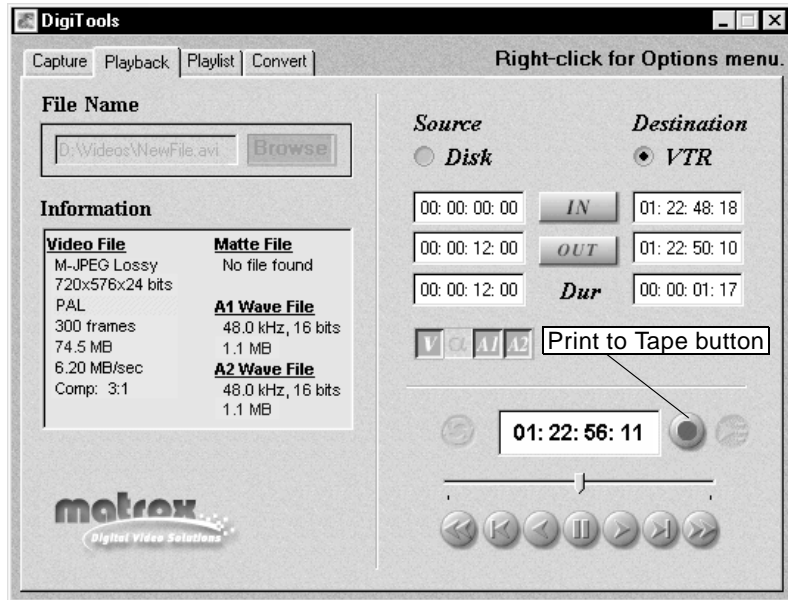 DigiTools
Capture Playback Playlist Convert
Right-click for Options menu.
File Name
D:\Videos\NewFile.avi Browse
Information
Video File
M-JPEG Lossy
720x576x24 bits
PAL
300 frames
74.5 MB
6.20 MB/sec
Comp: 3:1
Matte File
No file found
A1 Wave File
48.0 kHz, 16 bits
1.1 MB
A2 Wave File
48.0 kHz, 16 bits
1.1 MB
matrox
Digital Video Solutions
Source Destination
Disk VTR
00: 00: 00: 00 IN 01: 22: 48: 18
00: 00: 12: 00 OUT 01: 22: 50: 10
00: 00: 12: 00 Dur 00: 00: 01: 17
V α A1 A2
Print to Tape button
01: 22: 56: 11